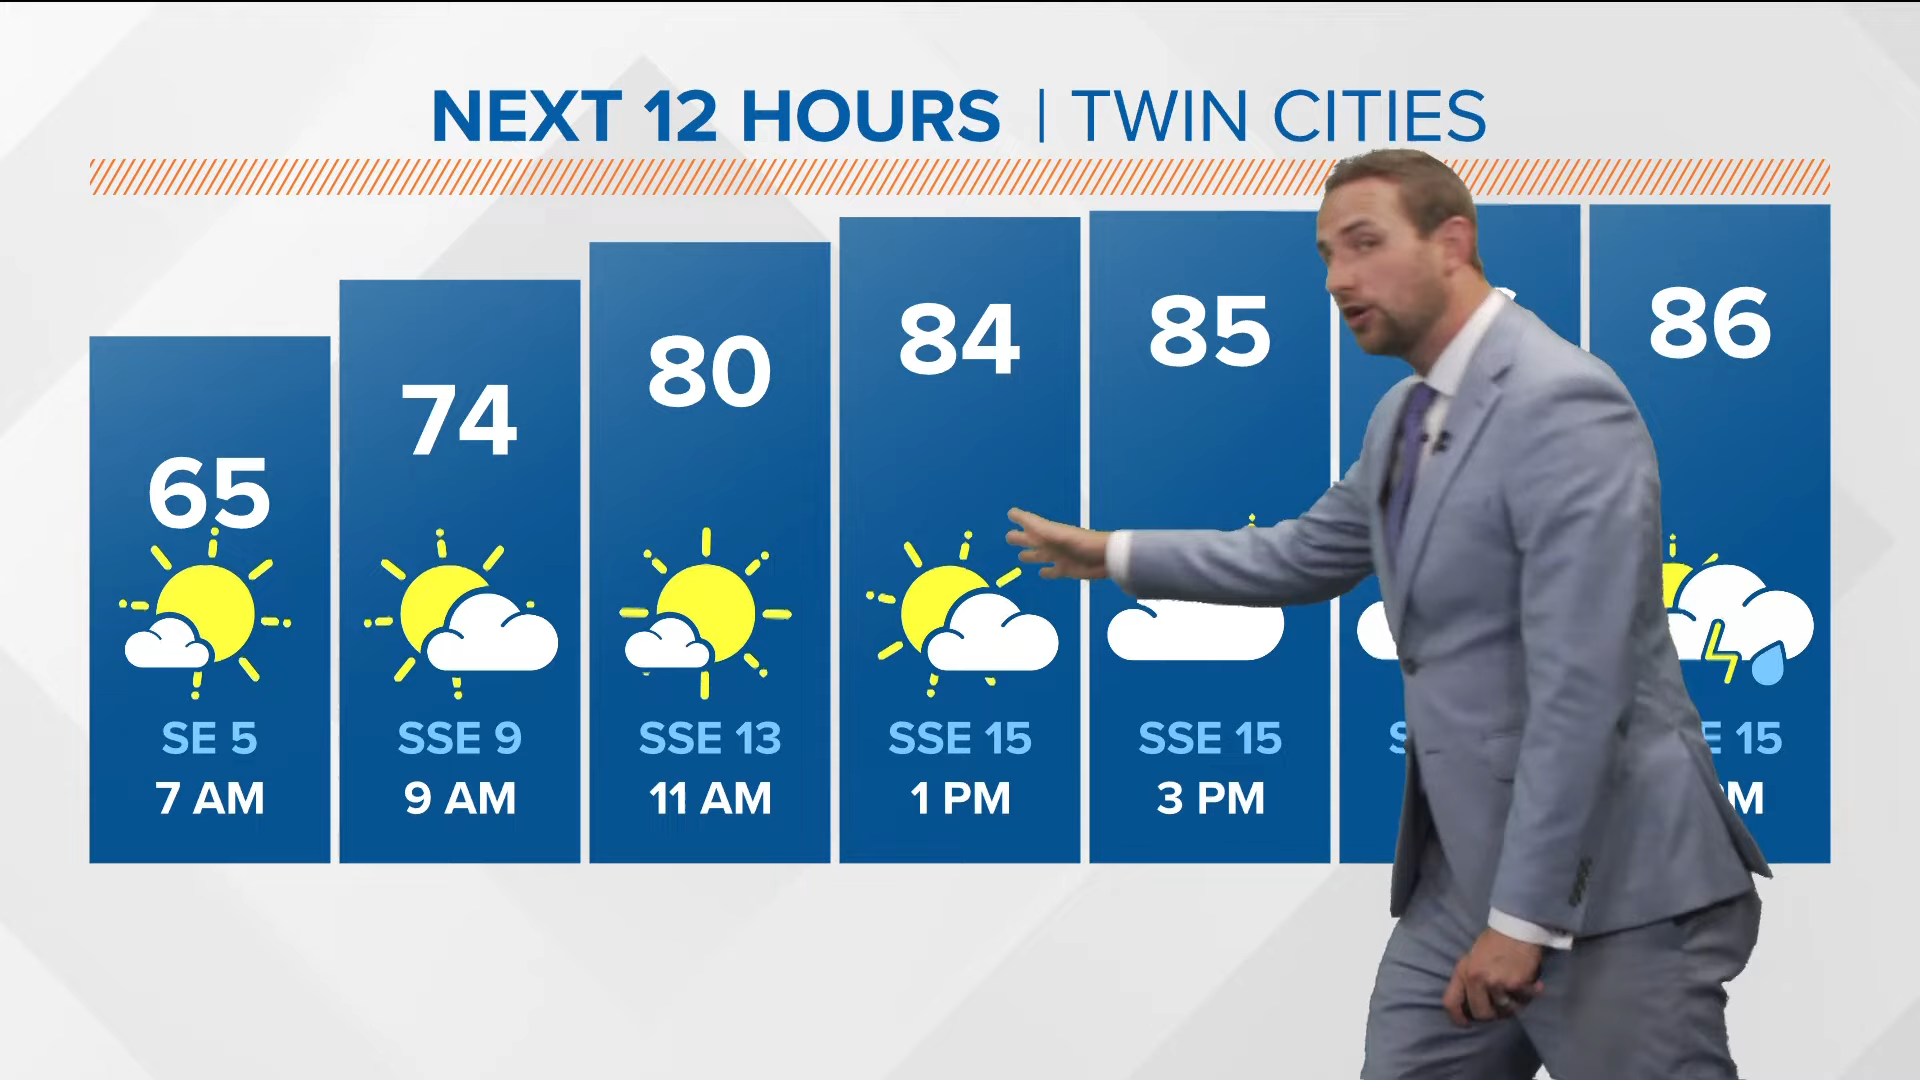 NEXT 12 HOURS | TWIN CITIES
65 74 80 84 85 86
SE 5 SSE 9 SSE 13 SSE 15 SSE 15 E 15
7 AM 9 AM 11 AM 1 PM 3 PM PM